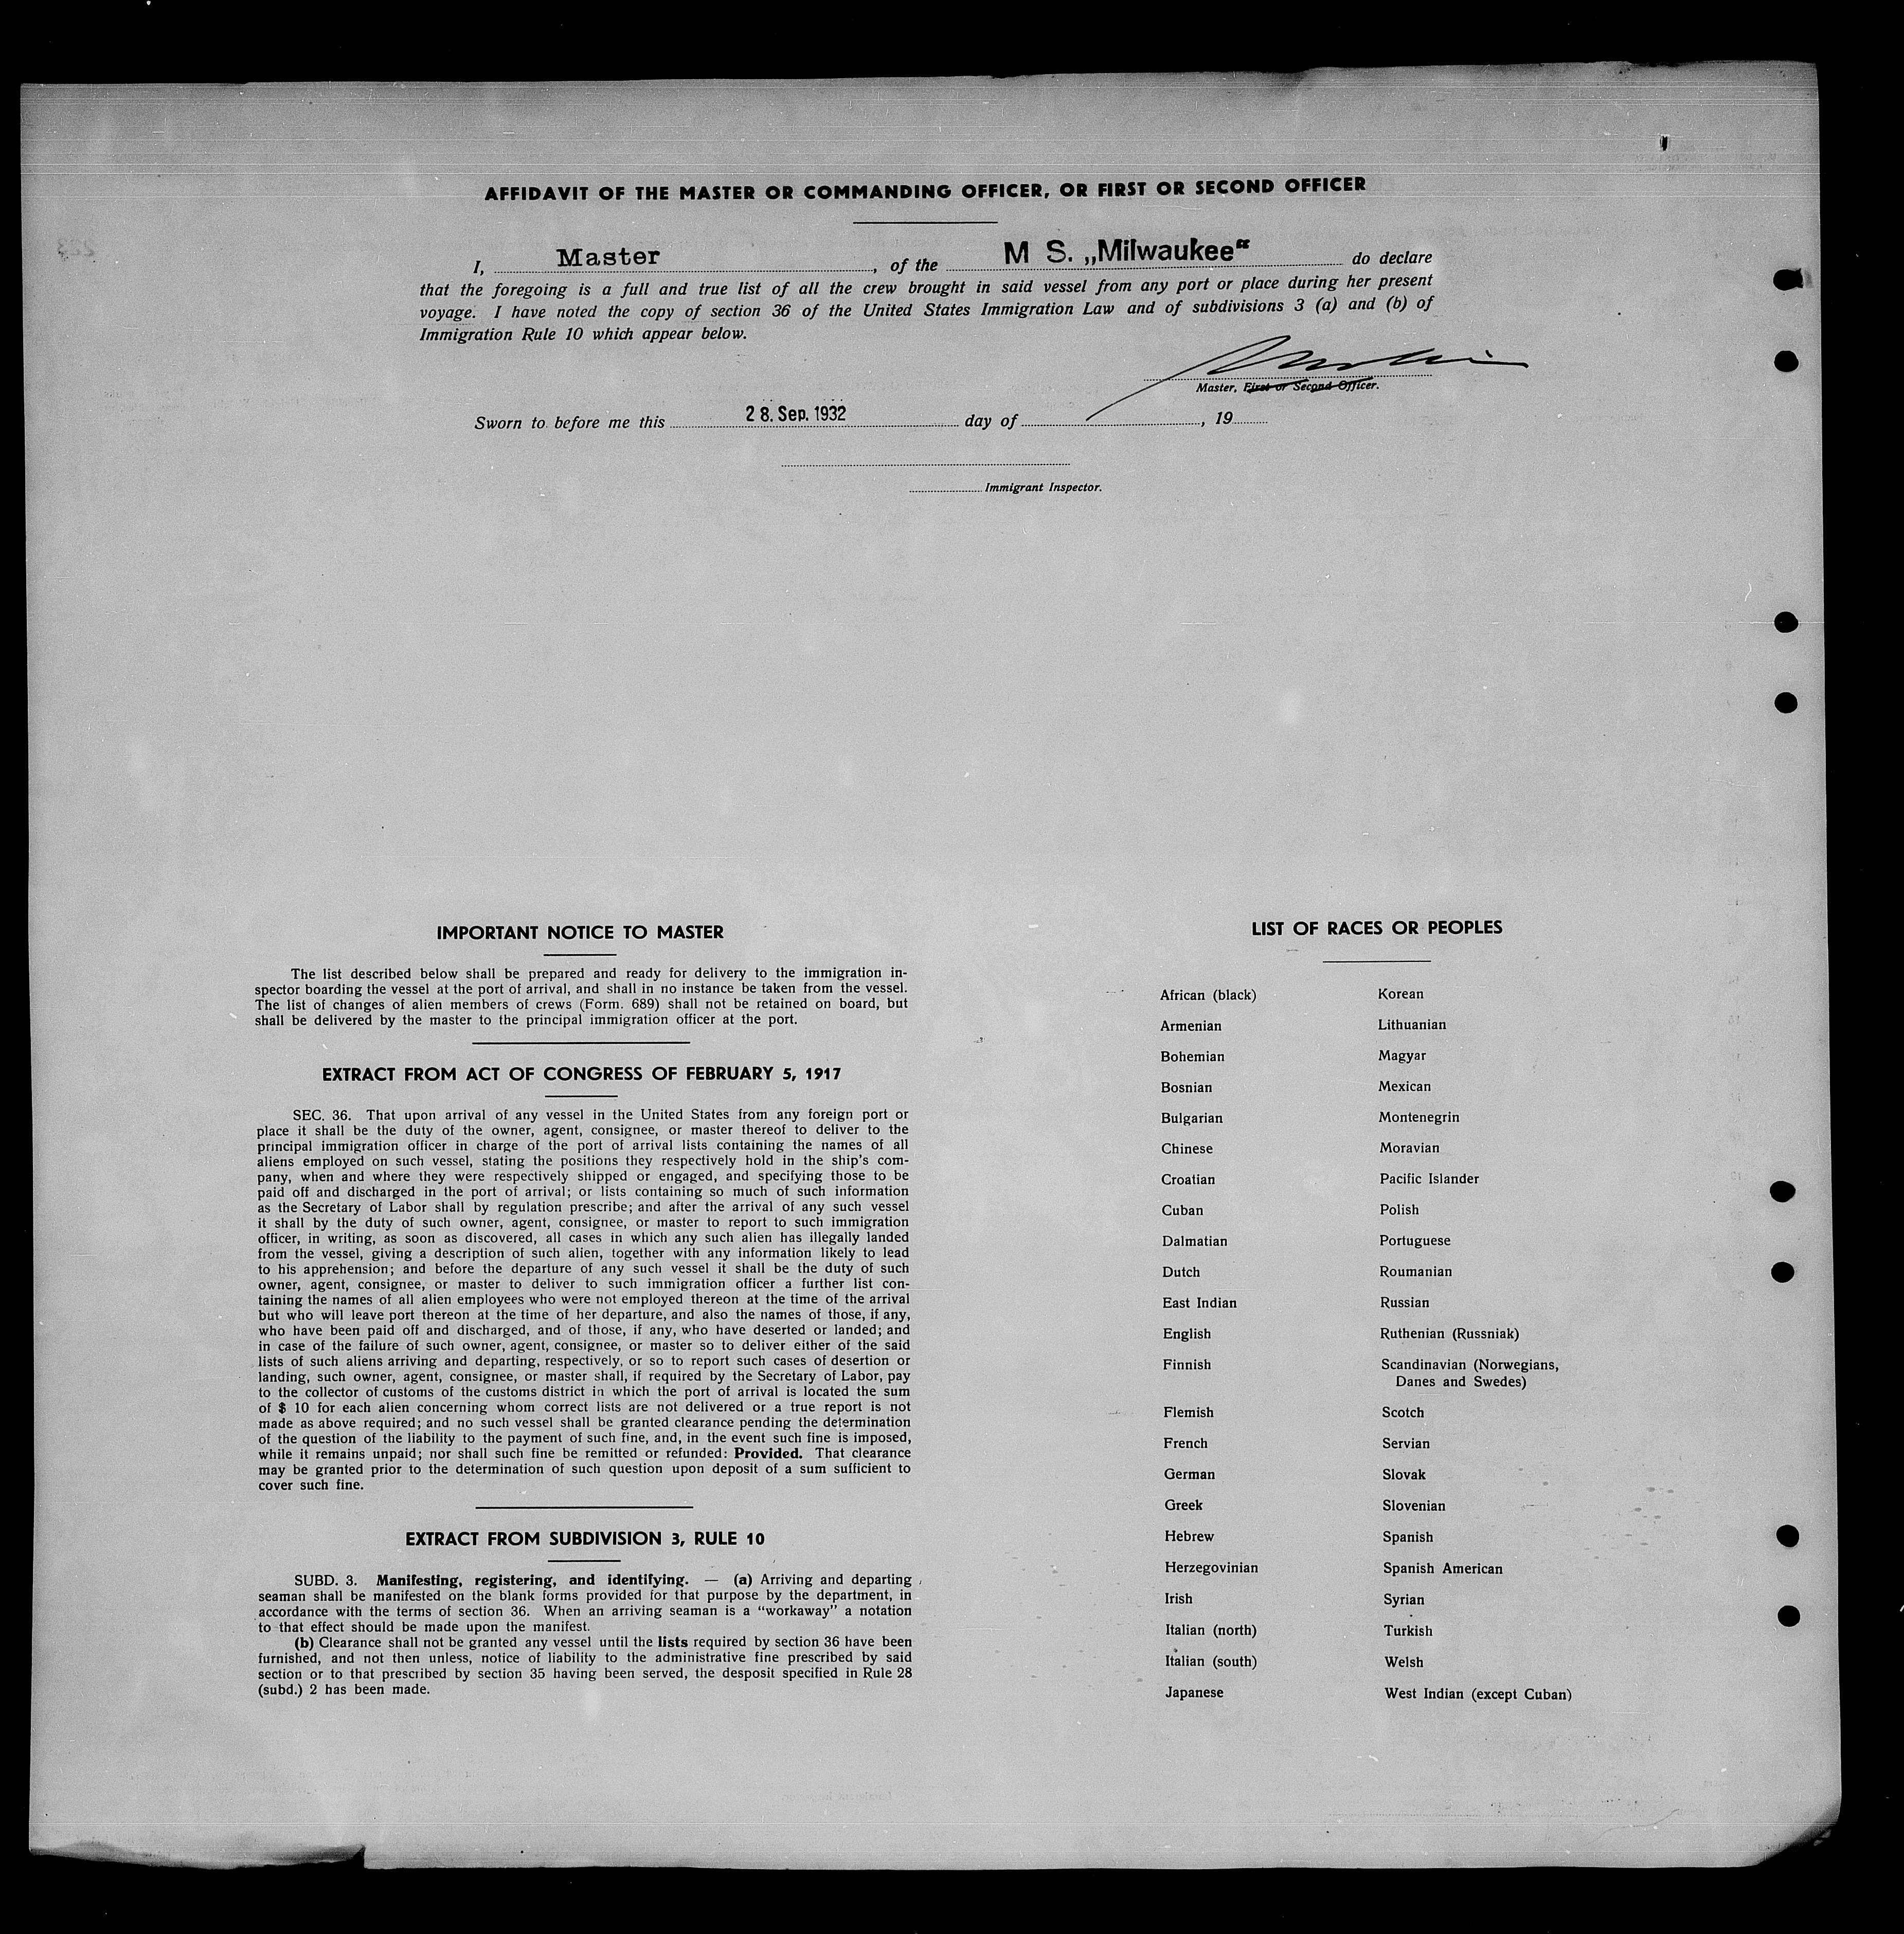 AFFIDAVIT OF THE MASTER OR COMMANDING OFFICER, OR FIRST OR SECOND OFFICER
I, Master, of the M S. „Milwaukee“ do declare
that the foregoing is a full and true list of all the crew brought in said vessel from any port or place during her present
voyage. I have noted the copy of section 36 of the United States Immigration Law and of subdivisions 3 (a) and (b) of
Immigration Rule 10 which appear below.
Master, First or Second Officer.
Sworn to before me this 28. Sep. 1932 day of , 19
Immigrant Inspector.
IMPORTANT NOTICE TO MASTER
The list described below shall be prepared and ready for delivery to the immigration in-
spector boarding the vessel at the port of arrival, and shall in no instance be taken from the vessel.
The list of changes of alien members of crews (Form. 689) shall not be retained on board, but
shall be delivered by the master to the principal immigration officer at the port.
EXTRACT FROM ACT OF CONGRESS OF FEBRUARY 5, 1917
SEC. 36. That upon arrival of any vessel in the United States from any foreign port or
place it shall be the duty of the owner, agent, consignee, or master thereof to deliver to the
principal immigration officer in charge of the port of arrival lists containing the names of all
aliens employed on such vessel, stating the positions they respectively hold in the ship's com-
pany, when and where they were respectively shipped or engaged, and specifying those to be
paid off and discharged in the port of arrival; or lists containing so much of such information
as the Secretary of Labor shall by regulation prescribe; and after the arrival of any such vessel
it shall by the duty of such owner, agent, consignee, or master to report to such immigration
officer, in writing, as soon as discovered, all cases in which any such alien has illegally landed
from the vessel, giving a description of such alien, together with any information likely to lead
to his apprehension; and before the departure of any such vessel it shall be the duty of such
owner, agent, consignee, or master to deliver to such immigration officer a further list con-
taining the names of all alien employees who were not employed thereon at the time of the arrival
but who will leave port thereon at the time of her departure, and also the names of those, if any,
who have been paid off and discharged, and of those, if any, who have deserted or landed; and
in case of the failure of such owner, agent, consignee, or master so to deliver either of the said
lists of such aliens arriving and departing, respectively, or so to report such cases of desertion or
landing, such owner, agent, consignee, or master shall, if required by the Secretary of Labor, pay
to the collector of customs of the customs district in which the port of arrival is located the sum
of $ 10 for each alien concerning whom correct lists are not delivered or a true report is not
made as above required; and no such vessel shall be granted clearance pending the determination
of the question of the liability to the payment of such fine, and, in the event such fine is imposed,
while it remains unpaid; nor shall such fine be remitted or refunded: Provided. That clearance
may be granted prior to the determination of such question upon deposit of a sum sufficient to
cover such fine.
EXTRACT FROM SUBDIVISION 3, RULE 10
SUBD. 3. Manifesting, registering, and identifying. — (a) Arriving and departing
seaman shall be manifested on the blank forms provided for that purpose by the department, in
accordance with the terms of section 36. When an arriving seaman is a “workaway” a notation
to that effect should be made upon the manifest.
(b) Clearance shall not be granted any vessel until the lists required by section 36 have been
furnished, and not then unless, notice of liability to the administrative fine prescribed by said
section or to that prescribed by section 35 having been served, the desposit specified in Rule 28
(subd.) 2 has been made.
LIST OF RACES OR PEOPLES
African (black) Korean
Armenian Lithuanian
Bohemian Magyar
Bosnian Mexican
Bulgarian Montenegrin
Chinese Moravian
Croatian Pacific Islander
Cuban Polish
Dalmatian Portuguese
Dutch Roumanian
East Indian Russian
English Ruthenian (Russniak)
Finnish Scandinavian (Norwegians,
Danes and Swedes)
Flemish Scotch
French Servian
German Slovak
Greek Slovenian
Hebrew Spanish
Herzegovinian Spanish American
Irish Syrian
Italian (north) Turkish
Italian (south) Welsh
Japanese West Indian (except Cuban)